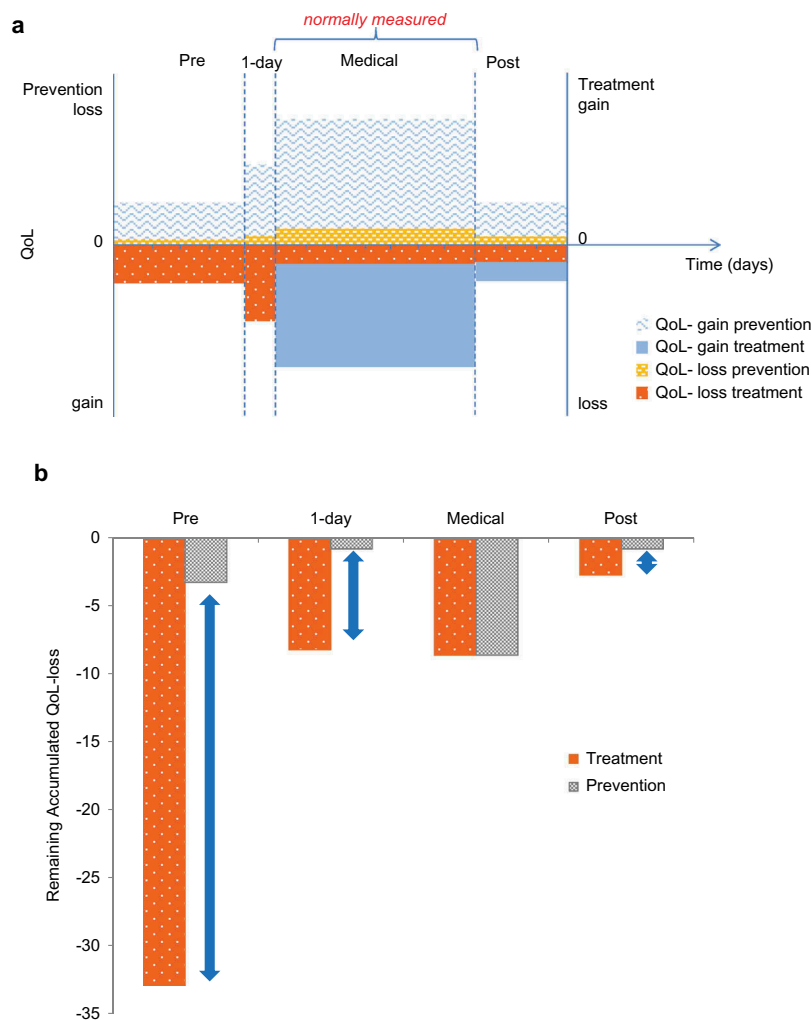 a
normally measured
Pre 1-day Medical Post
Prevention
loss
Treatment
gain
QoL
0
0
Time (days)
QoL- gain prevention
QoL- gain treatment
QoL- loss prevention
QoL- loss treatment
gain
loss
b
Pre 1-day Medical Post
0
-5
-10
-15
-20
-25
-30
-35
Remaining Accumulated QoL-loss
Treatment
Prevention